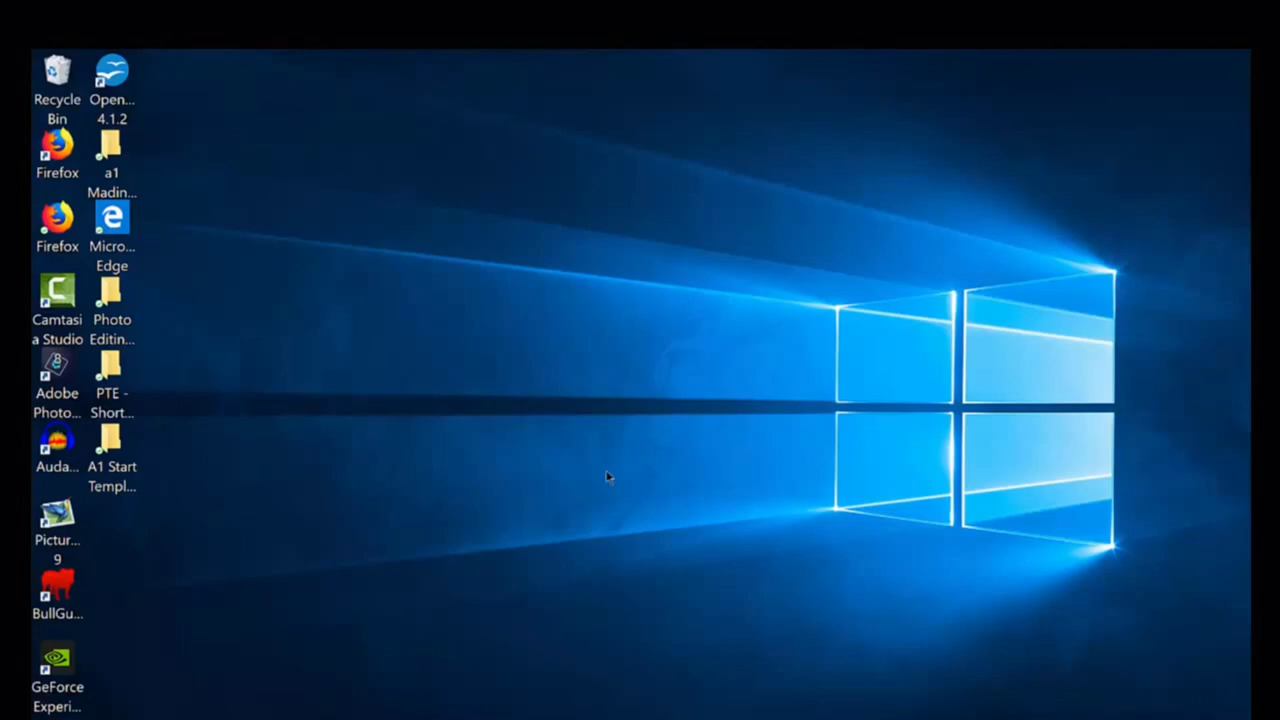 Recycle
Bin
Open...
4.1.2
Firefox
a1
Madin...
Firefox
Micro...
Edge
Camtasi
a Studio
Photo
Editin...
Adobe
Photo...
PTE -
Short...
Auda...
A1 Start
Templ...
Pictur...
9
BullGu...
GeForce
Experi...